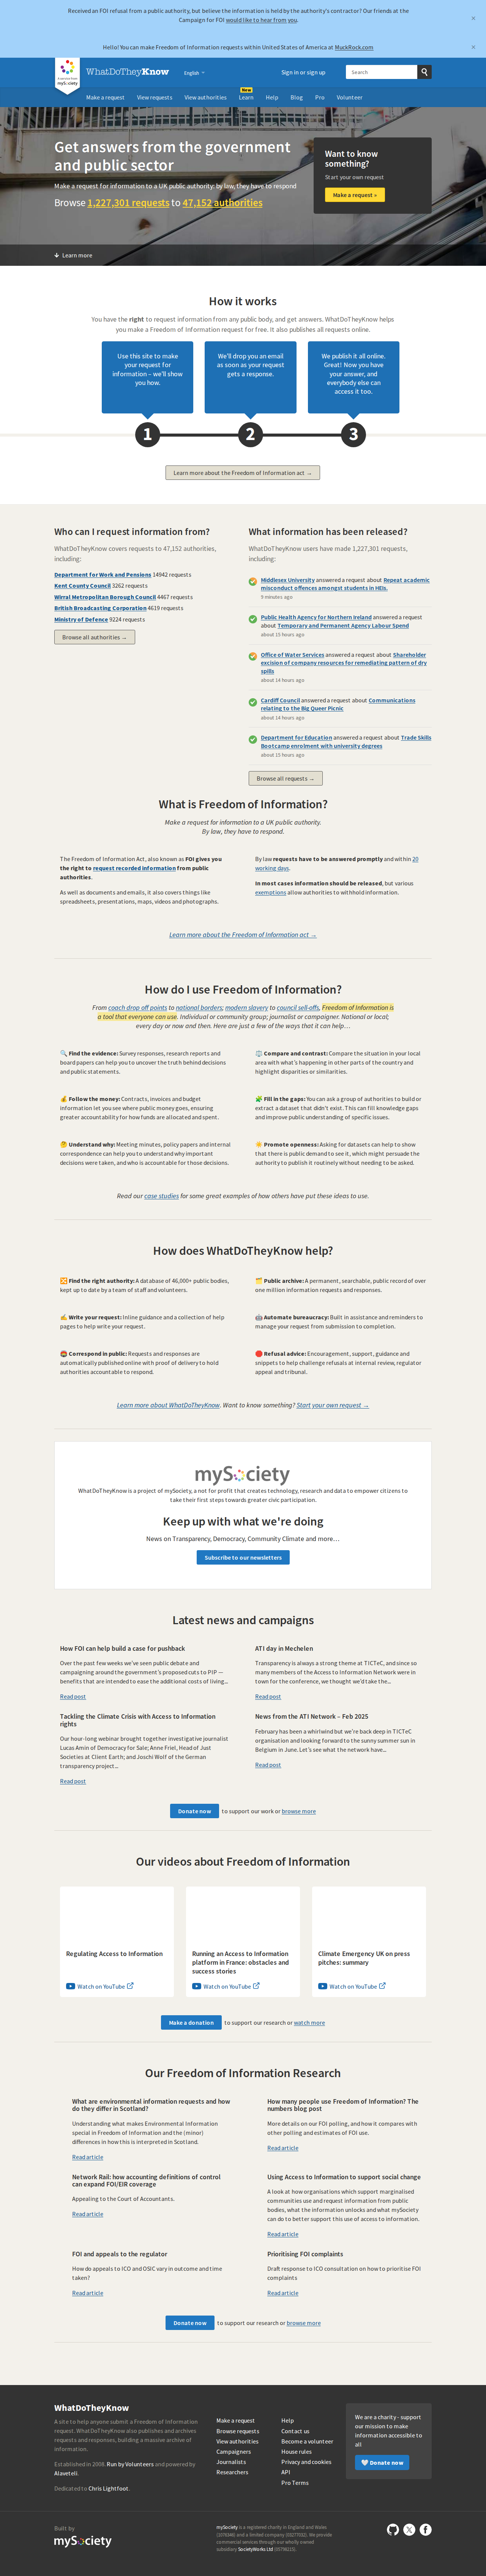 Received an FOI refusal from a public authority, but believe the information is held by the authority's contractor? Our friends at the
Campaign for FOI would like to hear from you.
×
Hello! You can make Freedom of Information requests within United States of America at MuckRock.com
×
WhatDoTheyKnow
English
Sign in or sign up
Search
Make a request
View requests
View authorities
New
Learn
Help
Blog
Pro
Volunteer
Get answers from the government
and public sector
Make a request for information to a UK public authority: by law, they have to respond
Browse 1,227,301 requests to 47,152 authorities
Want to know
something?
Start your own request
Make a request »
Learn more
How it works
You have the right to request information from any public body, and get answers. WhatDoTheyKnow helps
you make a Freedom of Information request for free. It also publishes all requests online.
Use this site to make
your request for
information – we'll show
you how.
We'll drop you an email
as soon as your request
gets a response.
We publish it all online.
Great! Now you have
your answer, and
everybody else can
access it too.
1
2
3
Learn more about the Freedom of Information act →
Who can I request information from?
WhatDoTheyKnow covers requests to 47,152 authorities,
including:
Department for Work and Pensions 14942 requests
Kent County Council 3262 requests
Wirral Metropolitan Borough Council 4467 requests
British Broadcasting Corporation 4619 requests
Ministry of Defence 9224 requests
Browse all authorities →
What information has been released?
WhatDoTheyKnow users have made 1,227,301 requests,
including:
Middlesex University answered a request about Repeat academic
misconduct offences amongst students in HEIs.
9 minutes ago
Public Health Agency for Northern Ireland answered a request
about Temporary and Permanent Agency Labour Spend
about 15 hours ago
Office of Water Services answered a request about Shareholder
excision of company resources for remediating pattern of dry
spills
about 14 hours ago
Cardiff Council answered a request about Communications
relating to the Big Queer Picnic
about 14 hours ago
Department for Education answered a request about Trade Skills
Bootcamp enrolment with university degrees
about 15 hours ago
Browse all requests →
What is Freedom of Information?
Make a request for information to a UK public authority.
By law, they have to respond.
The Freedom of Information Act, also known as FOI gives you
the right to request recorded information from public
authorities.
As well as documents and emails, it also covers things like
spreadsheets, presentations, maps, videos and photographs.
By law requests have to be answered promptly and within 20
working days.
In most cases information should be released, but various
exemptions allow authorities to withhold information.
Learn more about the Freedom of Information act →
How do I use Freedom of Information?
From coach drop off points to national borders; modern slavery to council sell-offs, Freedom of Information is
a tool that everyone can use. Individual or community group; journalist or campaigner. National or local;
every day or now and then. Here are just a few of the ways that it can help…
🔍 Find the evidence: Survey responses, research reports and
board papers can help you to uncover the truth behind decisions
and public statements.
💰 Follow the money: Contracts, invoices and budget
information let you see where public money goes, ensuring
greater accountability for how funds are allocated and spent.
🤔 Understand why: Meeting minutes, policy papers and internal
correspondence can help you to understand why important
decisions were taken, and who is accountable for those decisions.
⚖️ Compare and contrast: Compare the situation in your local
area with what's happening in other parts of the country and
highlight disparities or similarities.
🧩 Fill in the gaps: You can ask a group of authorities to build or
extract a dataset that didn't exist. This can fill knowledge gaps
and improve public understanding of specific issues.
☀️ Promote openness: Asking for datasets can help to show
that there is public demand to see it, which might persuade the
authority to publish it routinely without needing to be asked.
Read our case studies for some great examples of how others have put these ideas to use.
How does WhatDoTheyKnow help?
🔀 Find the right authority: A database of 46,000+ public bodies,
kept up to date by a team of staff and volunteers.
✍️ Write your request: Inline guidance and a collection of help
pages to help write your request.
Correspond in public: Requests and responses are
automatically published online with proof of delivery to hold
authorities accountable to respond.
🗂️ Public archive: A permanent, searchable, public record of over
one million information requests and responses.
🤖 Automate bureaucracy: Built in assistance and reminders to
manage your request from submission to completion.
🛑 Refusal advice: Encouragement, support, guidance and
snippets to help challenge refusals at internal review, regulator
appeal and tribunal.
Learn more about WhatDoTheyKnow. Want to know something? Start your own request →
mySociety
WhatDoTheyKnow is a project of mySociety, a not for profit that creates technology, research and data to empower citizens to
take their first steps towards greater civic participation.
Keep up with what we're doing
News on Transparency, Democracy, Community Climate and more…
Subscribe to our newsletters
Latest news and campaigns
How FOI can help build a case for pushback
Over the past few weeks we've seen public debate and
campaigning around the government's proposed cuts to PIP —
benefits that are intended to ease the additional costs of living...
Read post
ATI day in Mechelen
Transparency is always a strong theme at TICTeC, and since so
many members of the Access to Information Network were in
town for the conference, we thought we'd take the...
Read post
Tackling the Climate Crisis with Access to Information
rights
Our hour-long webinar brought together investigative journalist
Lucas Amin of Democracy for Sale; Anne Friel, Head of Just
Societies at Client Earth; and Joschi Wolf of the German
transparency project...
Read post
News from the ATI Network – Feb 2025
February has been a whirlwind but we're back deep in TICTeC
organisation and looking forward to the sunny summer sun in
Belgium in June. Let's see what the network have...
Read post
Donate now to support our work or browse more
Our videos about Freedom of Information
Regulating Access to Information
Watch on YouTube
Running an Access to Information
platform in France: obstacles and
success stories
Watch on YouTube
Climate Emergency UK on press
pitches: summary
Watch on YouTube
Make a donation to support our research or watch more
Our Freedom of Information Research
What are environmental information requests and how
do they differ in Scotland?
Understanding what makes Environmental Information
special in Freedom of Information and the (minor)
differences in how this is interpreted in Scotland.
Read article
How many people use Freedom of Information? The
numbers blog post
More details on our FOI polling, and how it compares with
other polling and estimates of FOI use.
Read article
Network Rail: how accounting definitions of control
can expand FOI/EIR coverage
Appealing to the Court of Accountants.
Read article
Using Access to Information to support social change
A look at how organisations which support marginalised
communities use and request information from public
bodies, what the information unlocks and what mySociety
can do to better support this use of access to information.
Read article
FOI and appeals to the regulator
How do appeals to ICO and OSIC vary in outcome and time
taken?
Read article
Prioritising FOI complaints
Draft response to ICO consultation on how to prioritise FOI
complaints
Read article
Donate now to support our research or browse more
WhatDoTheyKnow
A site to help anyone submit a Freedom of Information
request. WhatDoTheyKnow also publishes and archives
requests and responses, building a massive archive of
information.
Established in 2008. Run by Volunteers and powered by
Alaveteli.
Dedicated to Chris Lightfoot.
Make a request
Browse requests
View authorities
Campaigners
Journalists
Researchers
Help
Contact us
Become a volunteer
House rules
Privacy and cookies
API
Pro Terms
We are a charity - support
our mission to make
information accessible to
all
🤍 Donate now
Built by
mySociety
mySociety is a registered charity in England and Wales
(1076346) and a limited company (03277032). We provide
commercial services through our wholly owned
subsidiary SocietyWorks Ltd (05798215).